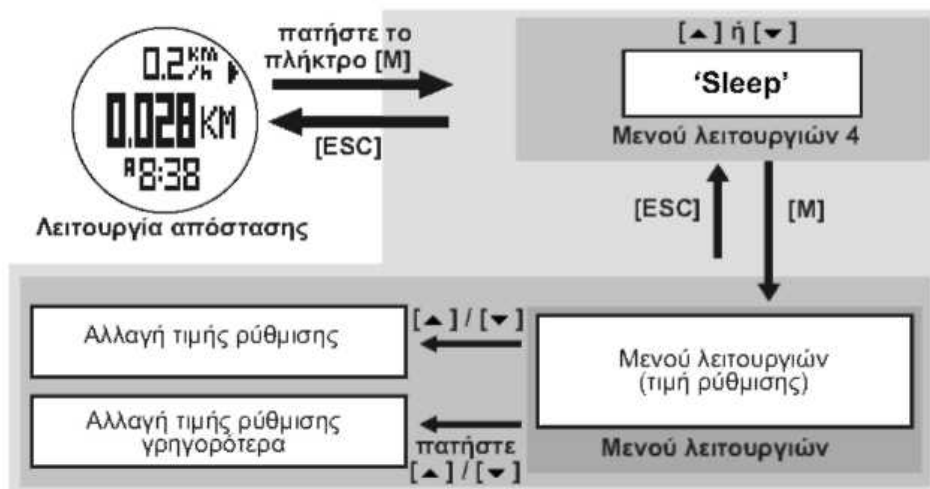 0.2 KM/h
0.028 KM
A 8:38
Λειτουργία απόστασης
πατήστε το
πλήκτρο [M]
[ESC]
[▲] ή [▼]
‘Sleep’
Μενού λειτουργιών 4
[ESC]
[M]
Αλλαγή τιμής ρύθμισης
[▲] / [▼]
Αλλαγή τιμής ρύθμισης
γρηγορότερα
πατήστε
[▲] / [▼]
Μενού λειτουργιών
(τιμή ρύθμισης)
Μενού λειτουργιών